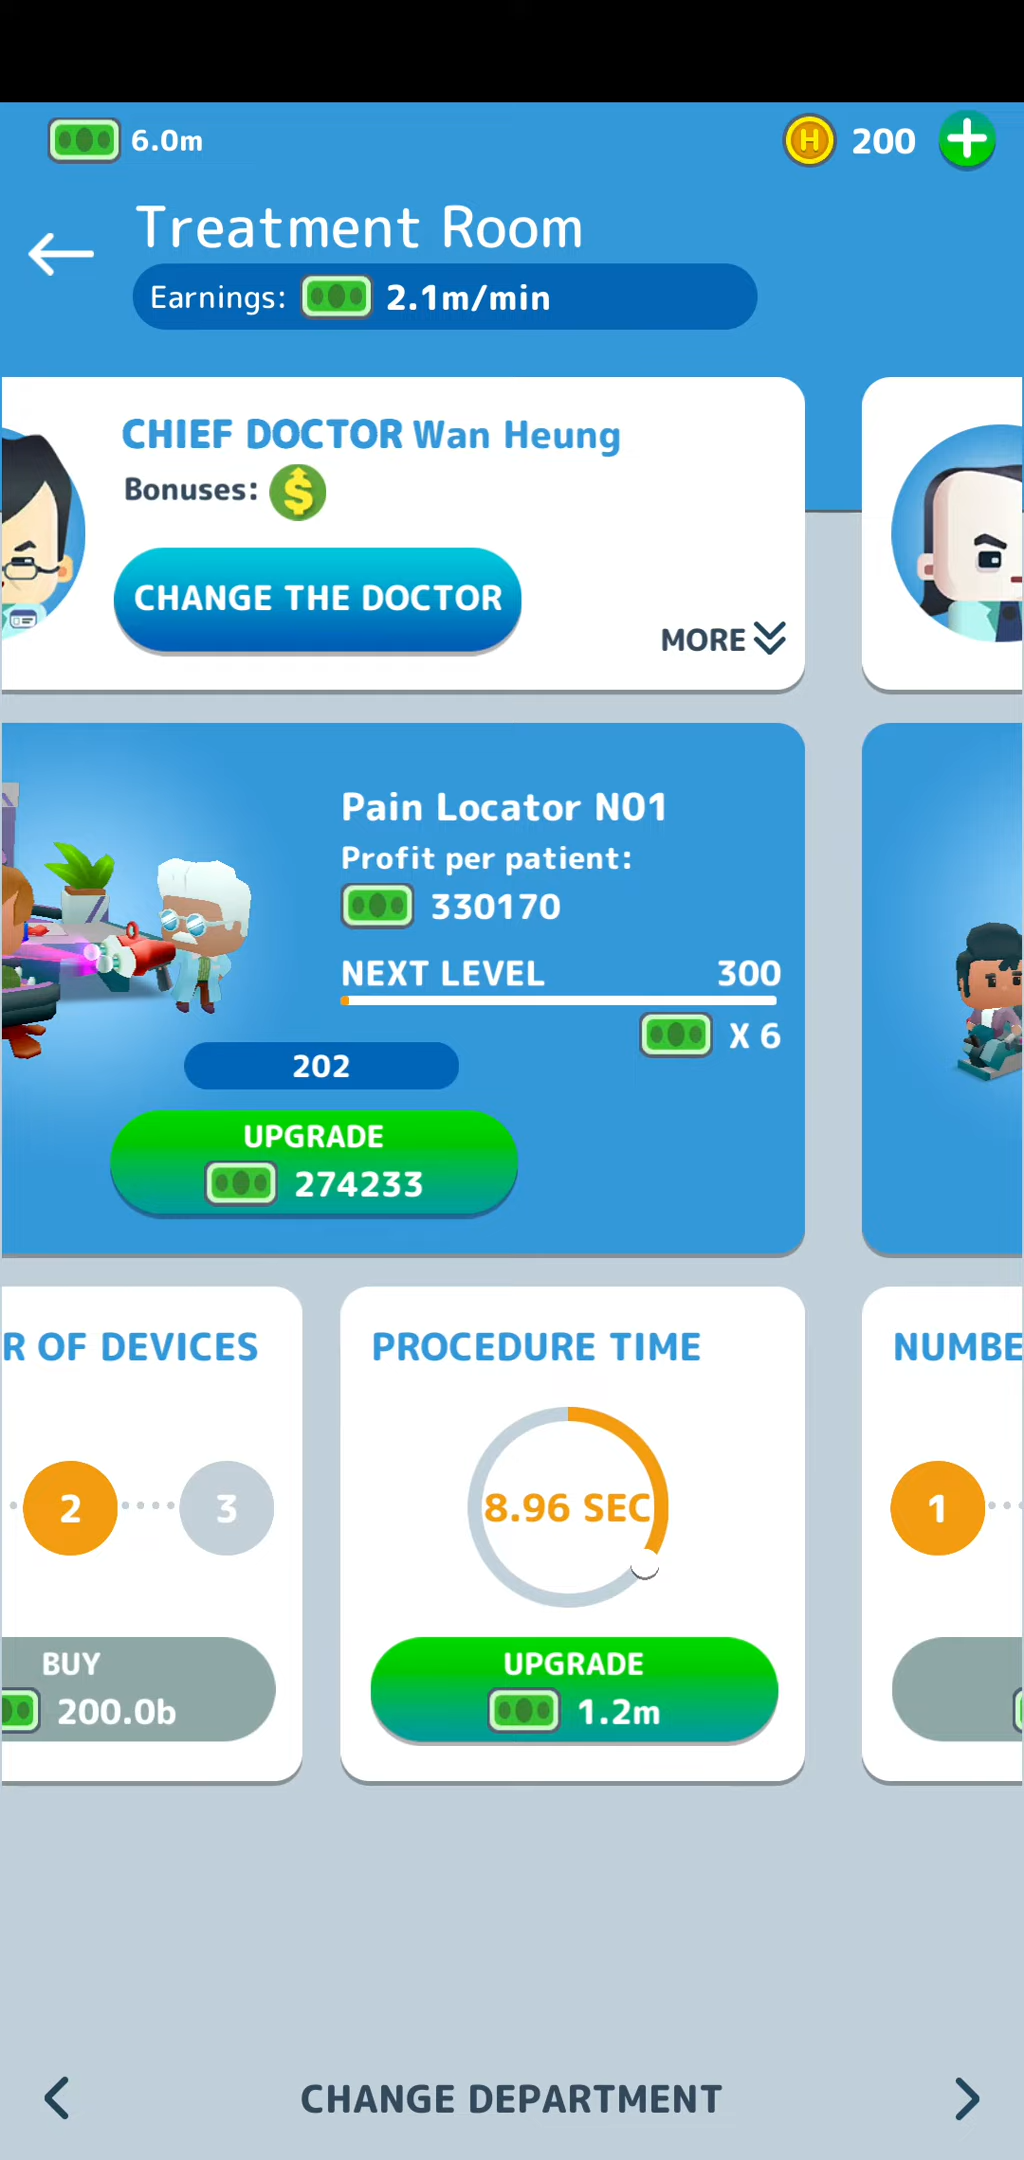 6.0m
H 200
Treatment Room
Earnings: 2.1m/min
CHIEF DOCTOR Wan Heung
Bonuses: $
CHANGE THE DOCTOR
MORE
Pain Locator N01
Profit per patient:
330170
NEXT LEVEL 300
X 6
202
UPGRADE
274233
R OF DEVICES
2 3
BUY
200.0b
PROCEDURE TIME
8.96 SEC
UPGRADE
1.2m
NUMBE
1
CHANGE DEPARTMENT